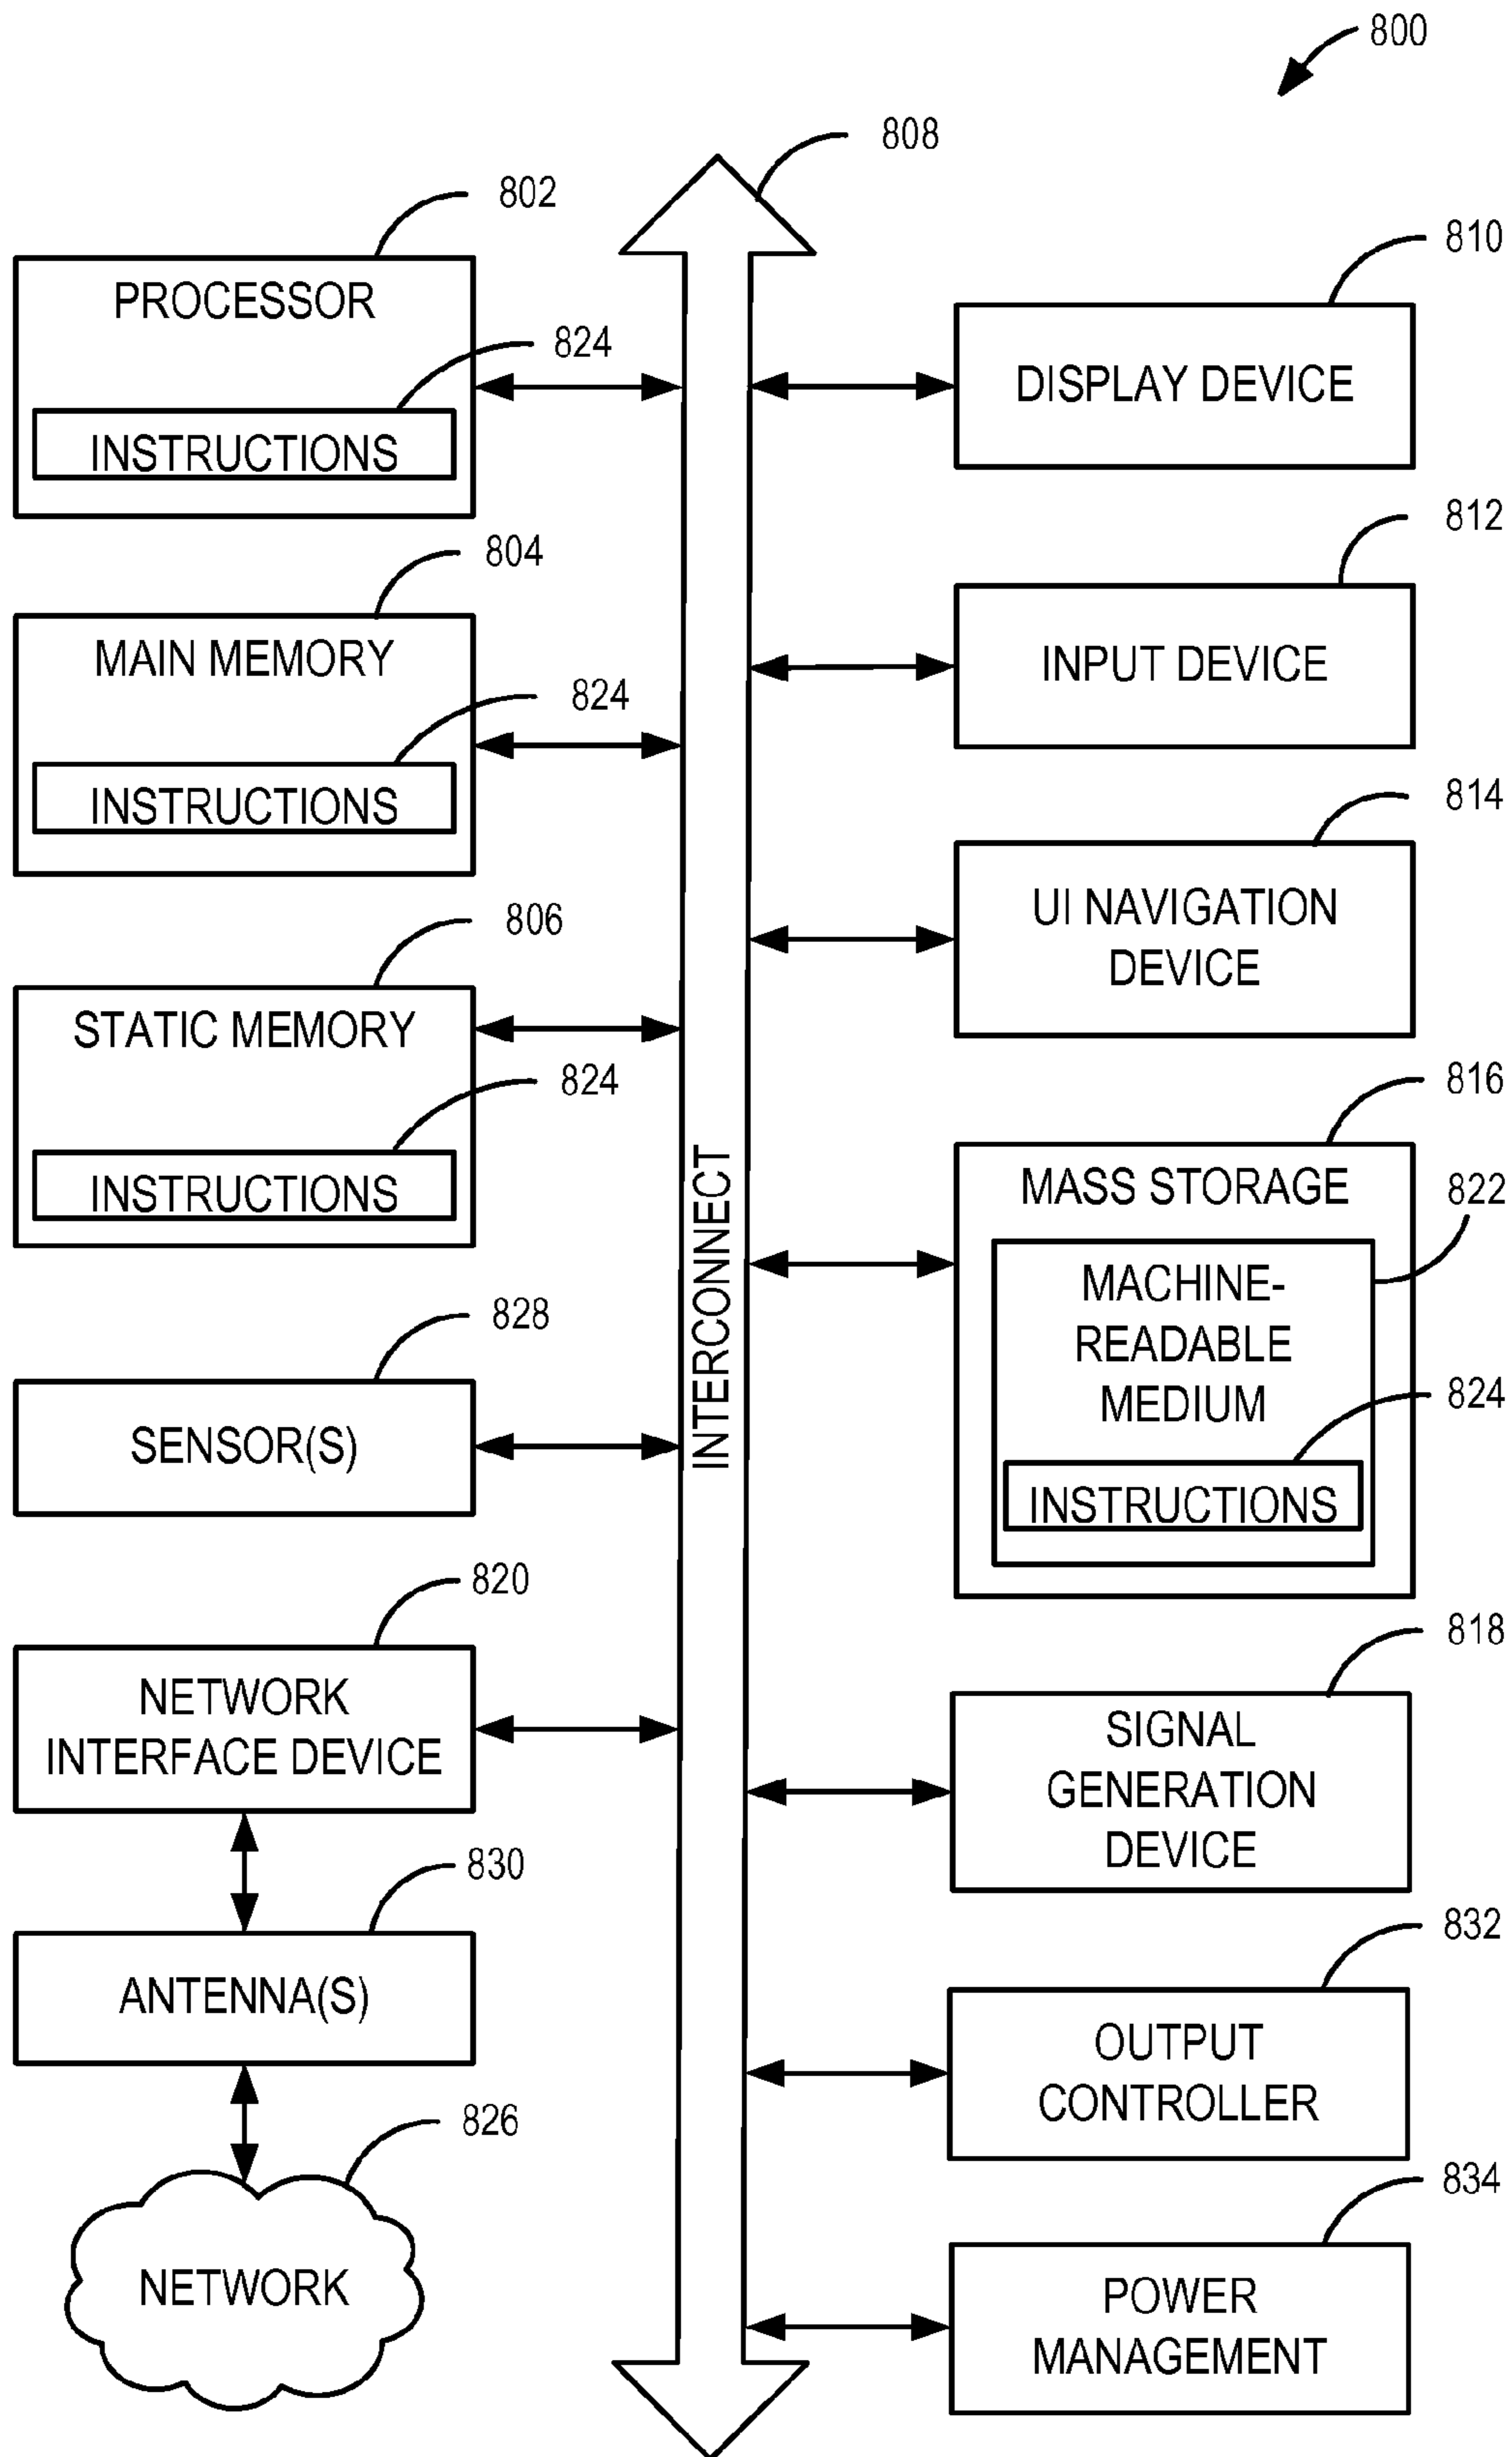 800
808
802
PROCESSOR
824
INSTRUCTIONS
804
MAIN MEMORY
824
INSTRUCTIONS
806
STATIC MEMORY
824
INSTRUCTIONS
828
SENSOR(S)
820
NETWORK
INTERFACE DEVICE
830
ANTENNA(S)
826
NETWORK
INTERCONNECT
810
DISPLAY DEVICE
812
INPUT DEVICE
814
UI NAVIGATION
DEVICE
816
MASS STORAGE
822
MACHINE-
READABLE
MEDIUM
824
INSTRUCTIONS
818
SIGNAL
GENERATION
DEVICE
832
OUTPUT
CONTROLLER
834
POWER
MANAGEMENT